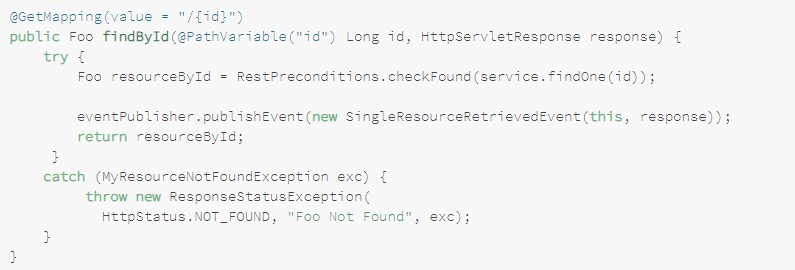 @GetMapping(value = "/{id}")
public Foo findById(@PathVariable("id") Long id, HttpServletResponse response) {
    try {
        Foo resourceById = RestPreconditions.checkFound(service.findOne(id));

        eventPublisher.publishEvent(new SingleResourceRetrievedEvent(this, response));
        return resourceById;
     }
    catch (MyResourceNotFoundException exc) {
         throw new ResponseStatusException(
           HttpStatus.NOT_FOUND, "Foo Not Found", exc);
    }
}